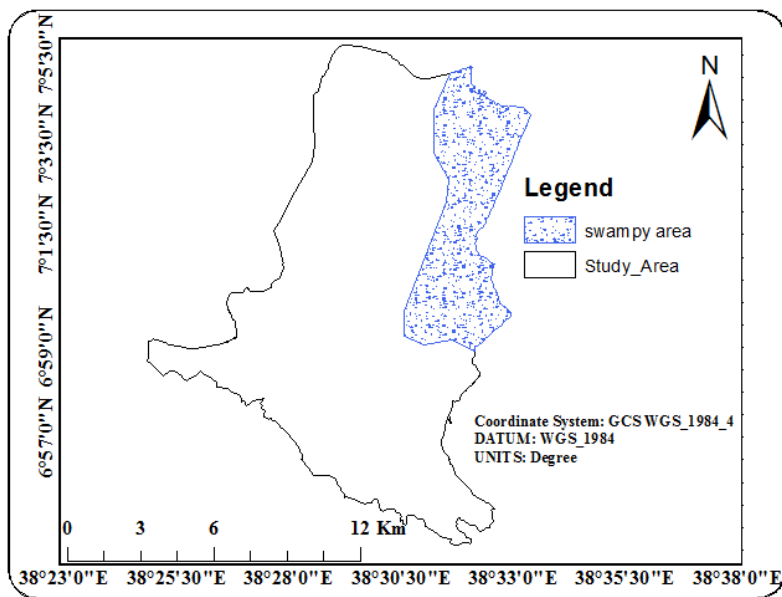 7°5'30"N
7°3'30"N
7°1'30"N
6°59'0"N
6°57'0"N
N
Legend
swampy area
Study_Area
Coordinate System: GCS WGS_1984_4
DATUM: WGS_1984
UNITS: Degree
0 3 6 12 Km
38°23'0"E 38°25'30"E 38°28'0"E 38°30'30"E 38°33'0"E 38°35'30"E 38°38'0"E